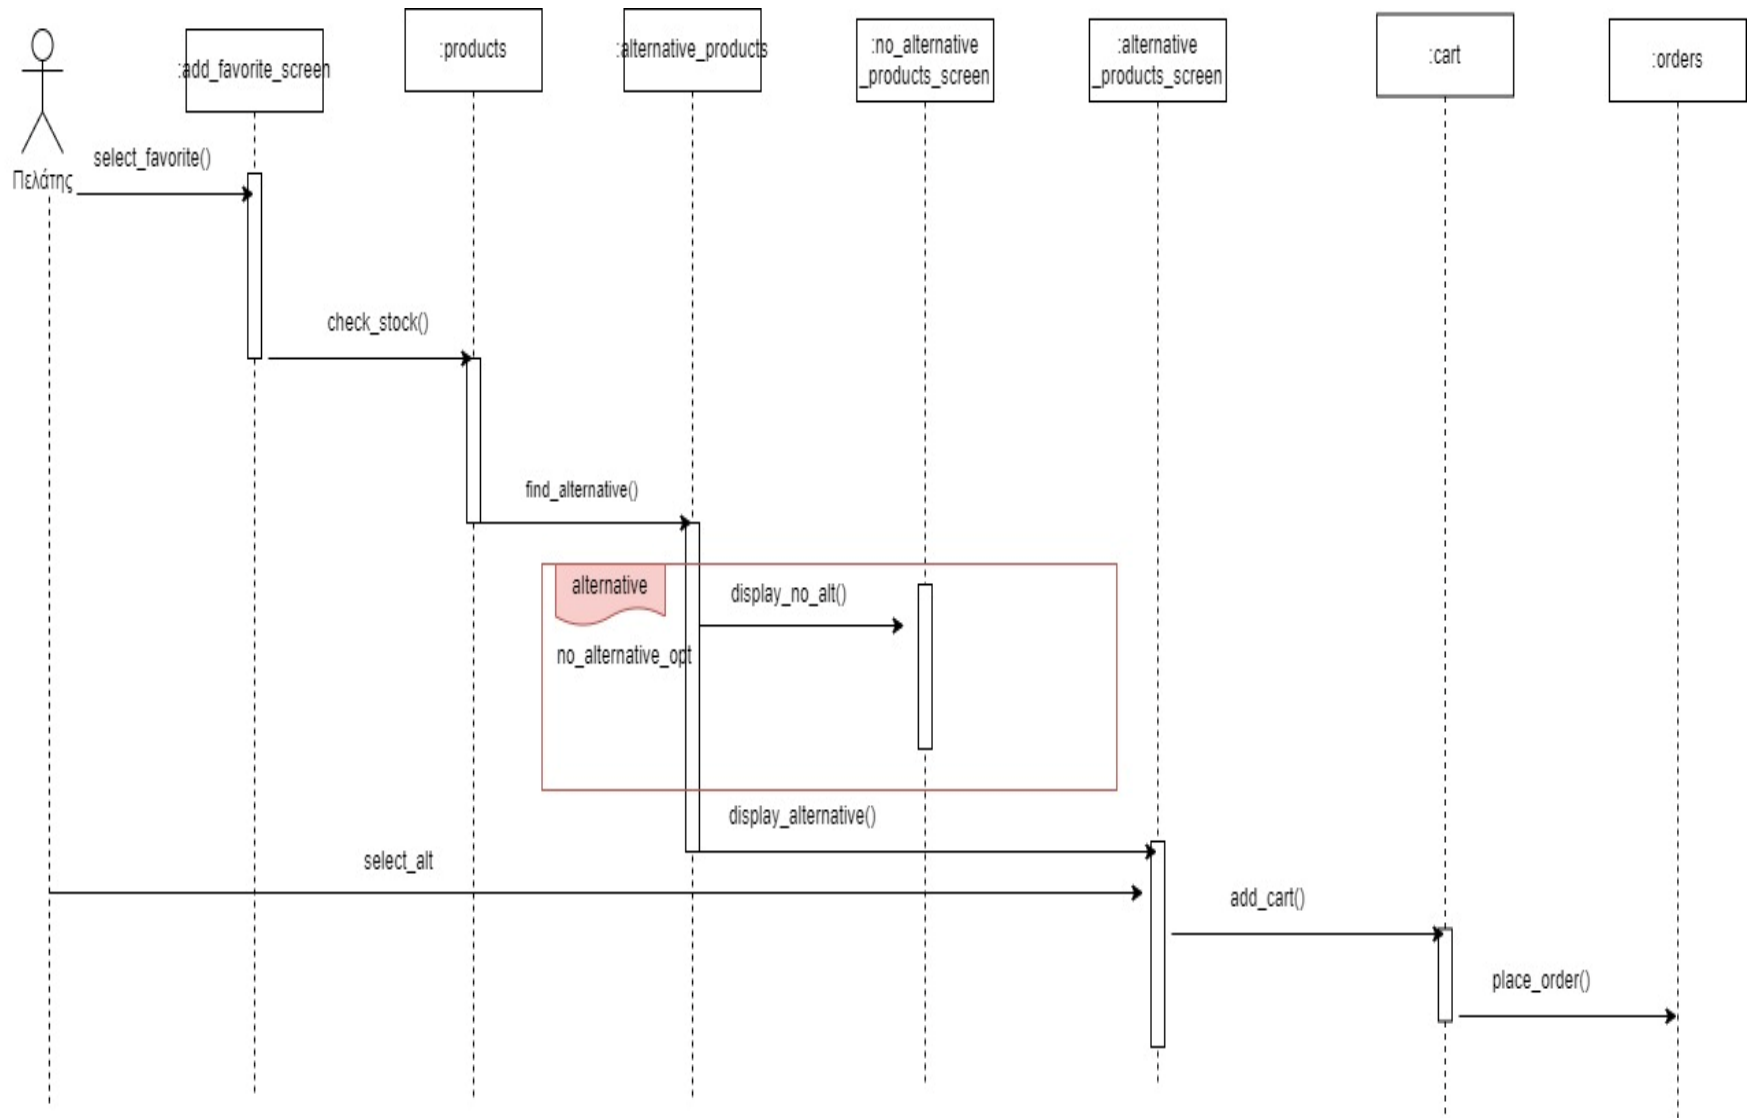 :add_favorite_screen
:products
:alternative_products
:no_alternative
_products_screen
:alternative
_products_screen
:cart
:orders
select_favorite()
Πελάτης
check_stock()
find_alternative()
alternative
display_no_alt()
no_alternative_opt
display_alternative()
select_alt
add_cart()
place_order()